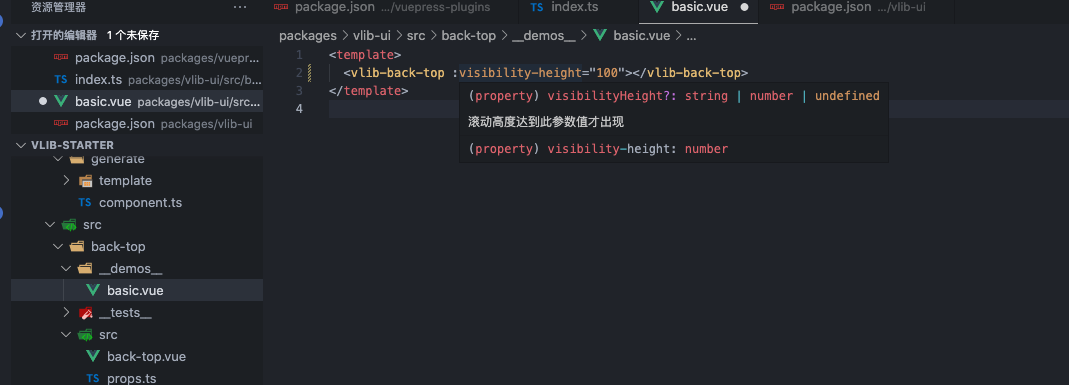 资源管理器 ···
打开的编辑器 1 个未保存
package.json packages/vuepr...
TS index.ts packages/vlib-ui/src/b...
basic.vue packages/vlib-ui/src...
package.json packages/vlib-ui
VLIB-STARTER
generate
template
TS component.ts
src
back-top
__demos__
basic.vue
__tests__
src
back-top.vue
TS props.ts
package.json .../vuepress-plugins
TS index.ts
basic.vue
package.json .../vlib-ui
packages > vlib-ui > src > back-top > __demos__ > basic.vue > ...
1 <template>
2 <vlib-back-top :visibility-height="100"></vlib-back-top>
3 </template>
4
(property) visibilityHeight?: string | number | undefined
滚动高度达到此参数值才出现
(property) visibility-height: number